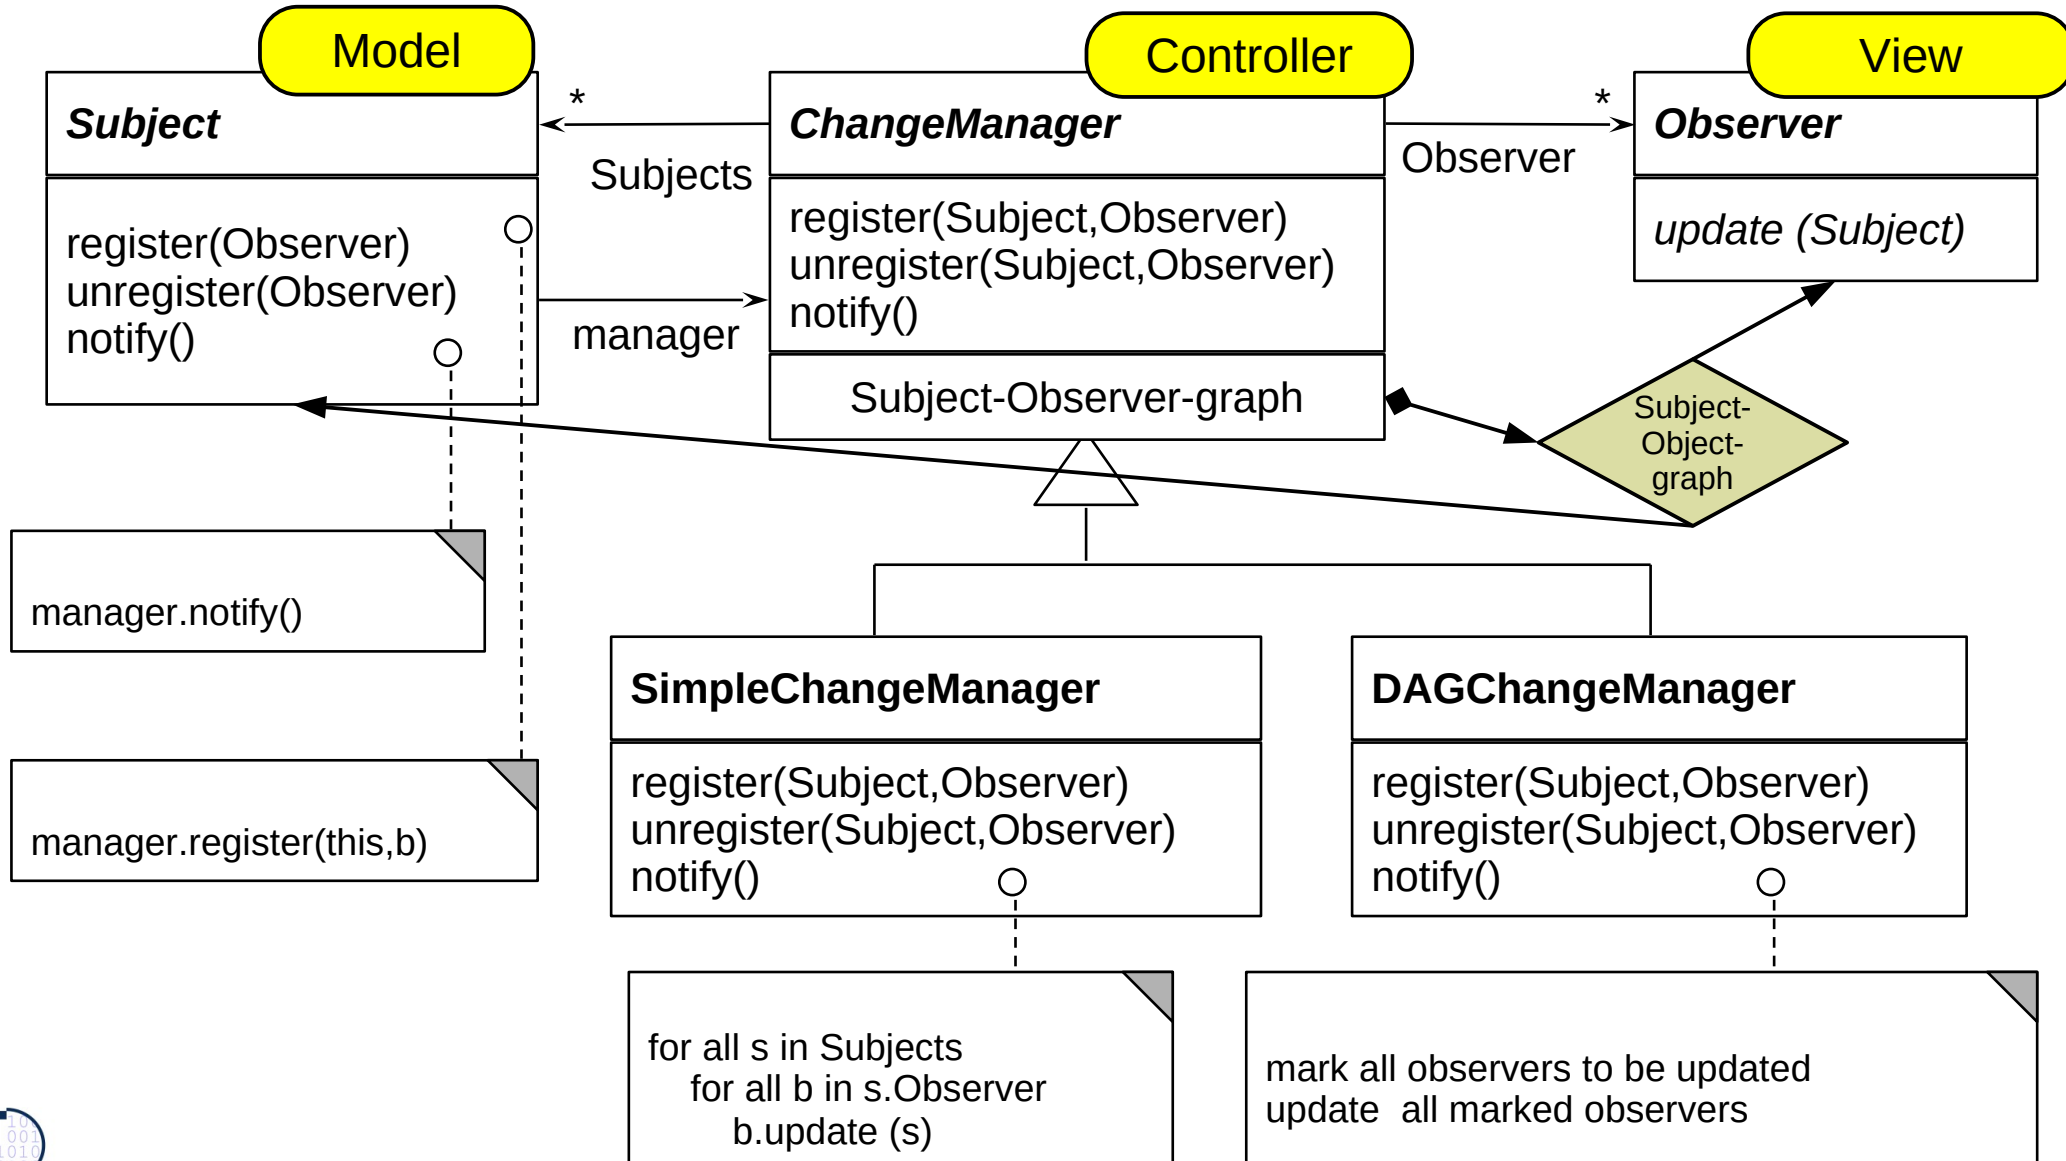 Model
Controller
View
Subject
*
ChangeManager
*
Observer
Subjects
Observer
register(Observer)
unregister(Observer)
notify()
manager
register(Subject,Observer)
unregister(Subject,Observer)
notify()
update (Subject)
Subject-Observer-graph
Subject-
Object-
graph
manager.notify()
manager.register(this,b)
SimpleChangeManager
register(Subject,Observer)
unregister(Subject,Observer)
notify()
DAGChangeManager
register(Subject,Observer)
unregister(Subject,Observer)
notify()
for all s in Subjects
for all b in s.Observer
b.update (s)
mark all observers to be updated
update  all marked observers